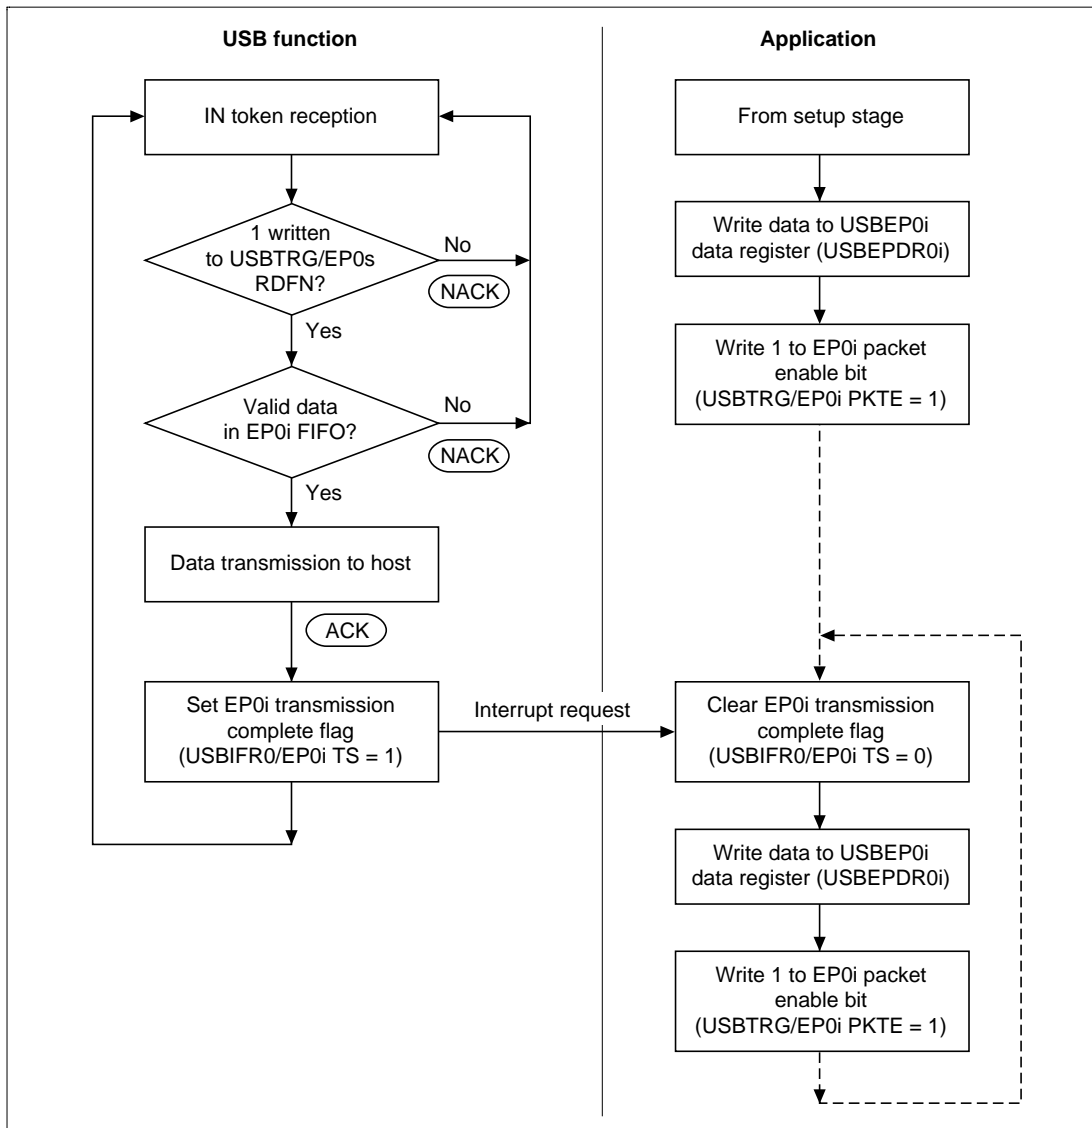 USB function
Application
IN token reception
From setup stage
1 written
to USBTRG/EP0s
RDFN?
No
NACK
Yes
Write data to USBEP0i
data register (USBEPDR0i)
Write 1 to EP0i packet
enable bit
(USBTRG/EP0i PKTE = 1)
Valid data
in EP0i FIFO?
No
NACK
Yes
Data transmission to host
ACK
Set EP0i transmission
complete flag
(USBIFR0/EP0i TS = 1)
Interrupt request
Clear EP0i transmission
complete flag
(USBIFR0/EP0i TS = 0)
Write data to USBEP0i
data register (USBEPDR0i)
Write 1 to EP0i packet
enable bit
(USBTRG/EP0i PKTE = 1)